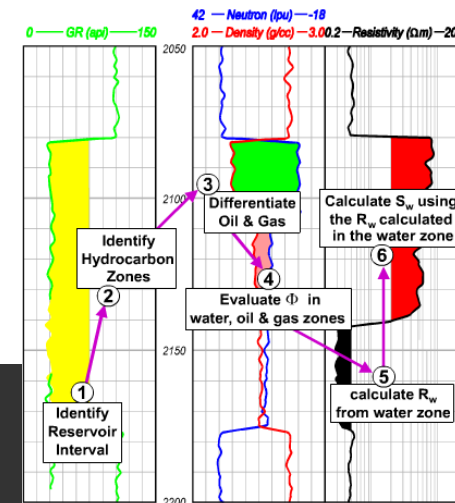 42 — Neutron (lpu) — -18
0 — GR (api) — 150
2.0 — Density (g/cc) — 3.0
0.2 — Resistivity (Ωm) — 20
2050
2100
2150
2200
1
Identify
Reservoir
Interval
Identify
Hydrocarbon
Zones
2
3
Differentiate
Oil & Gas
4
Evaluate Φ in
water, oil & gas zones
5
calculate Rw
from water zone
Calculate Sw using
the Rw calculated
in the water zone
6